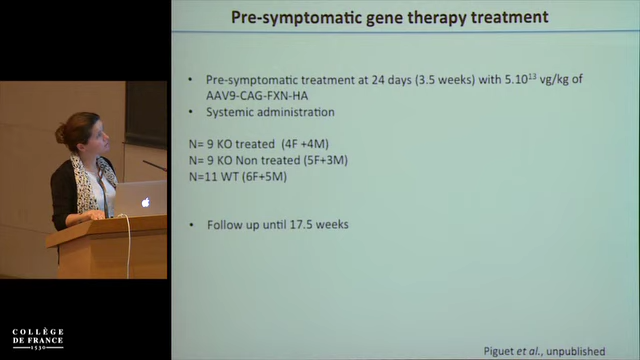 Pre-symptomatic gene therapy treatment
• Pre-symptomatic treatment at 24 days (3.5 weeks) with 5.10¹³ vg/kg of
AAV9-CAG-FXN-HA
• Systemic administration
N= 9 KO treated (4F +4M)
N= 9 KO Non treated (5F+3M)
N=11 WT (6F+5M)
• Follow up until 17.5 weeks
Piguet et al., unpublished
COLLÈGE
DE FRANCE
1530